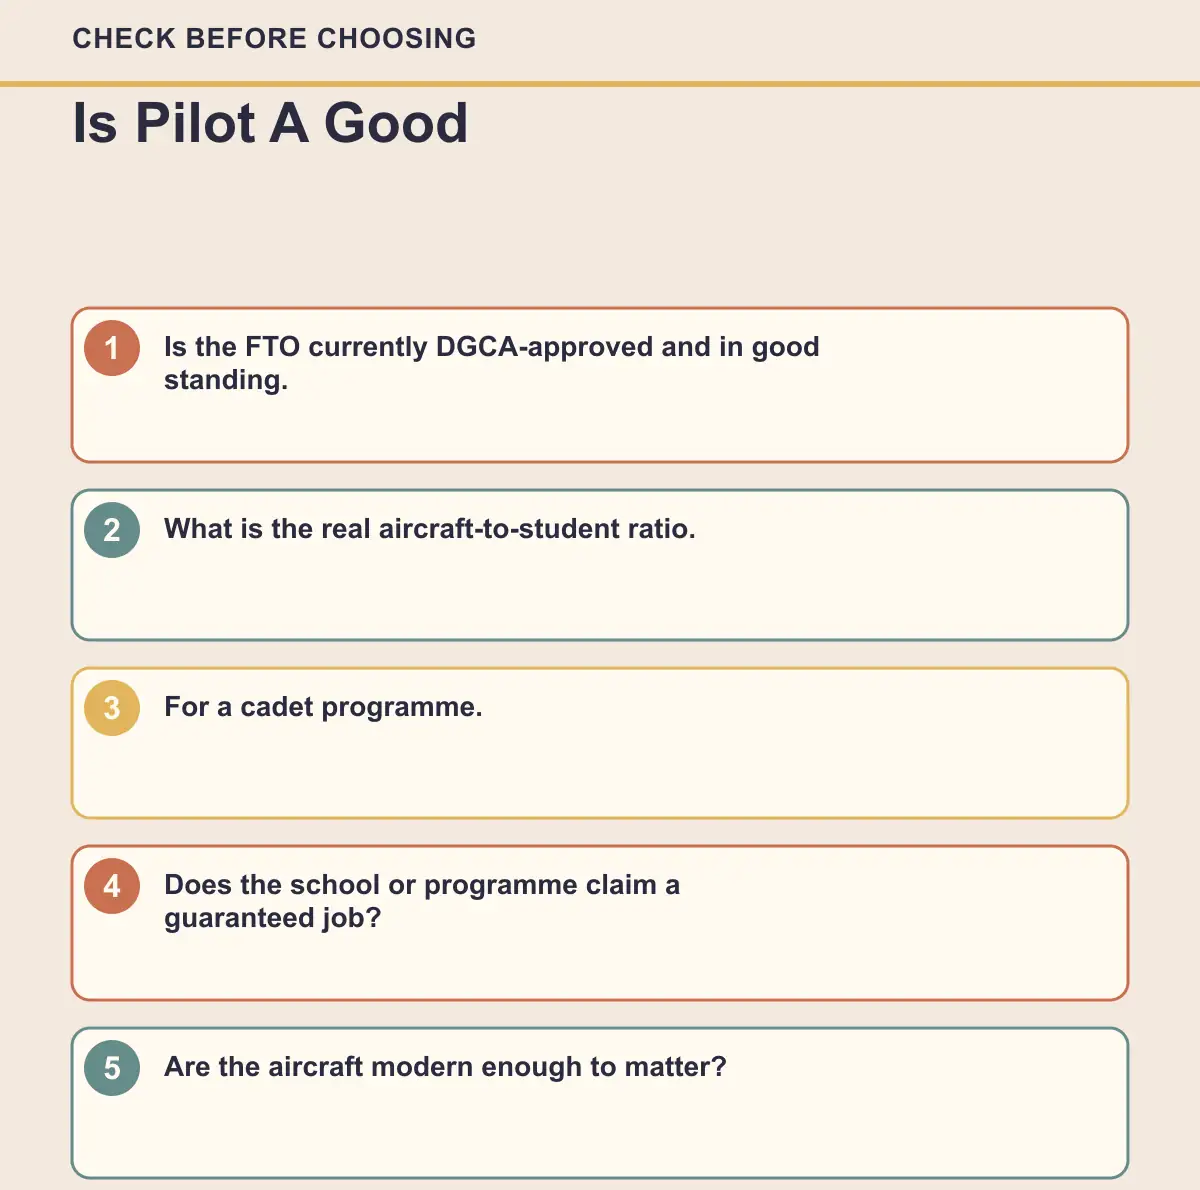 CHECK BEFORE CHOOSING
Is Pilot A Good
1
Is the FTO currently DGCA-approved and in good
standing.
2
What is the real aircraft-to-student ratio.
3
For a cadet programme.
4
Does the school or programme claim a
guaranteed job?
5
Are the aircraft modern enough to matter?